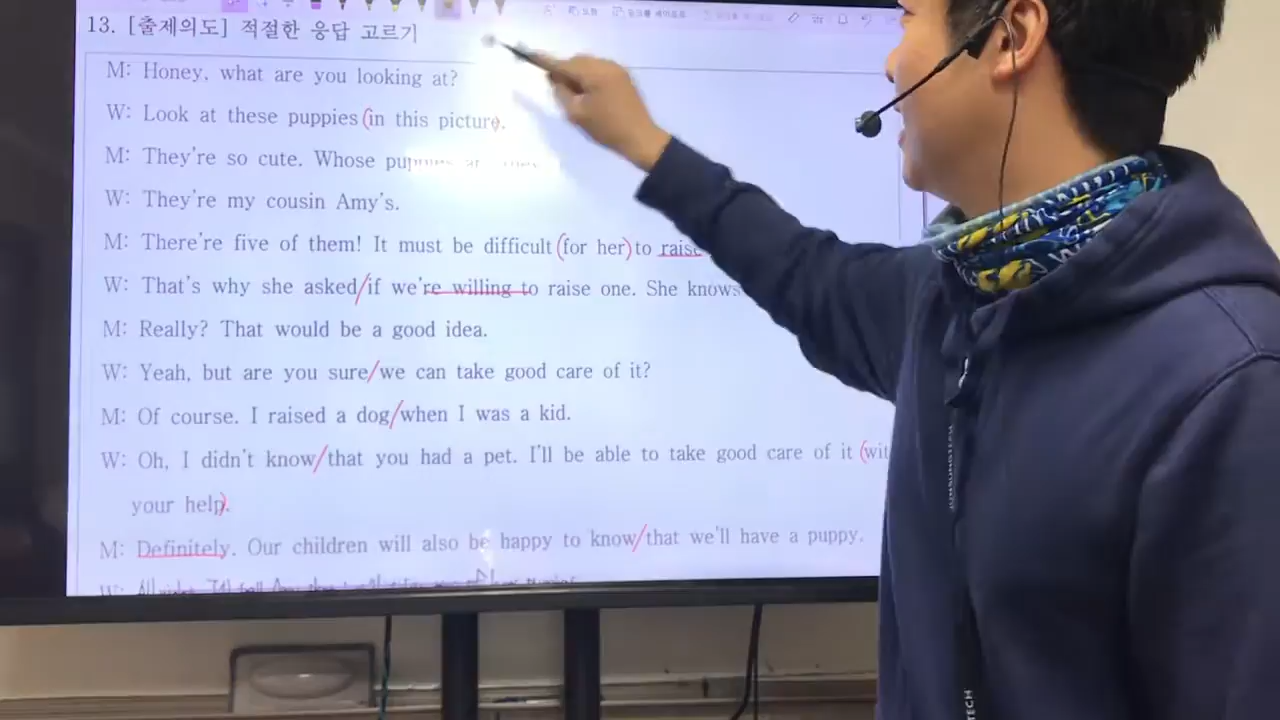 13. [출제의도] 적절한 응답 고르기
M: Honey, what are you looking at?
W: Look at these puppies (in this picture).
M: They're so cute. Whose puppies are they
W: They're my cousin Amy's.
M: There're five of them! It must be difficult (for her) to raise
W: That's why she asked/if we're willing to raise one. She knows
M: Really? That would be a good idea.
W: Yeah, but are you sure/we can take good care of it?
M: Of course. I raised a dog/when I was a kid.
W: Oh, I didn't know/that you had a pet. I'll be able to take good care of it (wit
your help).
M: Definitely. Our children will also be happy to know/that we'll have a puppy.